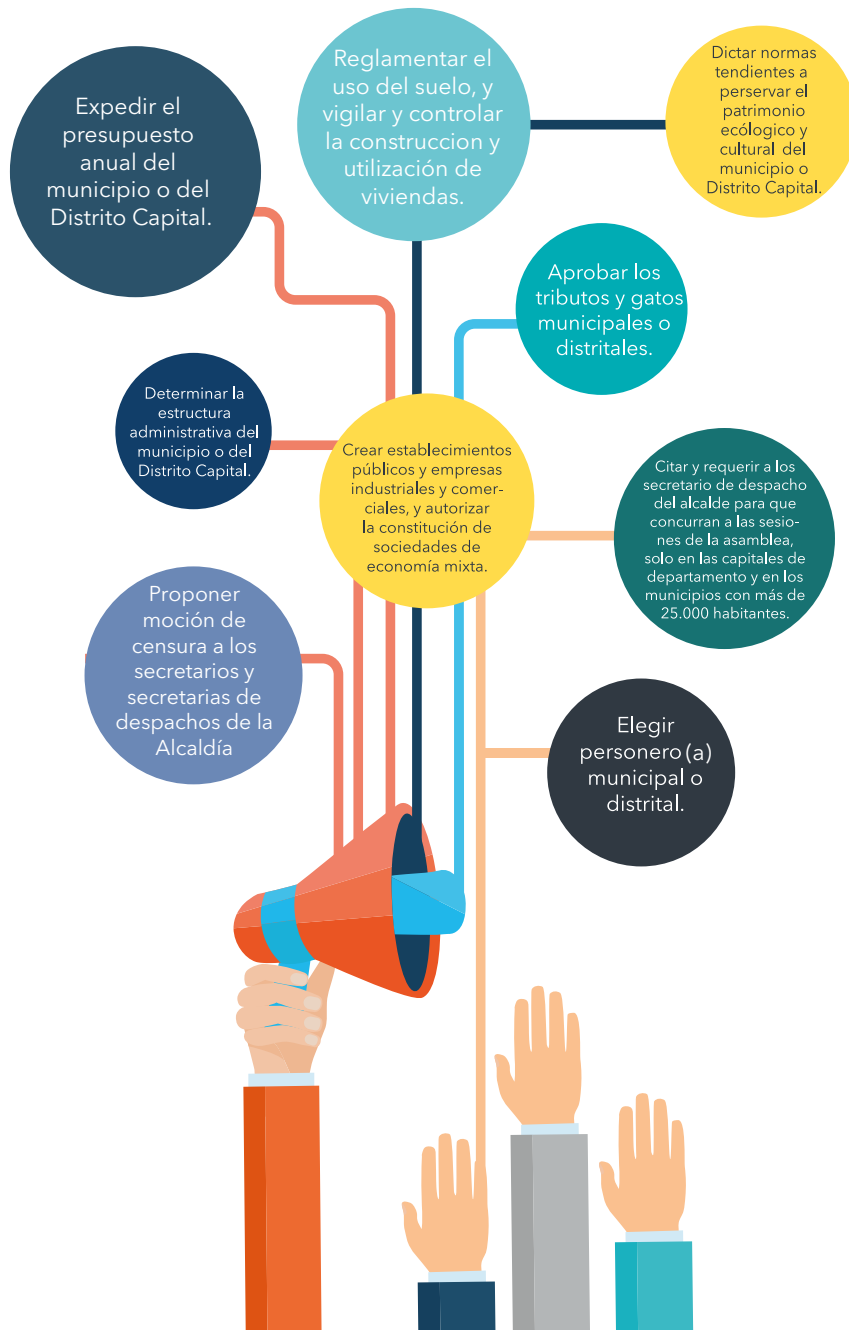 Expedir el
presupuesto
anual del
municipio o del
Distrito Capital.
Reglamentar el
uso del suelo, y
vigilar y controlar
la construccion y
utilización de
viviendas.
Dictar normas
tendientes a
perservar el
patrimonio
ecólogico y
cultural del
municipio o
Distrito Capital.
Aprobar los
tributos y gatos
municipales o
distritales.
Determinar la
estructura
administrativa del
municipio o del
Distrito Capital.
Crear establecimientos
públicos y empresas
industriales y comer-
ciales, y autorizar
la constitución de
sociedades de
economía mixta.
Citar y requerir a los
secretario de despacho
del alcalde para que
concurran a las sesio-
nes de la asamblea,
solo en las capitales de
departamento y en los
municipios con más de
25.000 habitantes.
Proponer
moción de
censura a los
secretarios y
secretarias de
despachos de la
Alcaldía
Elegir
personero(a)
municipal o
distrital.